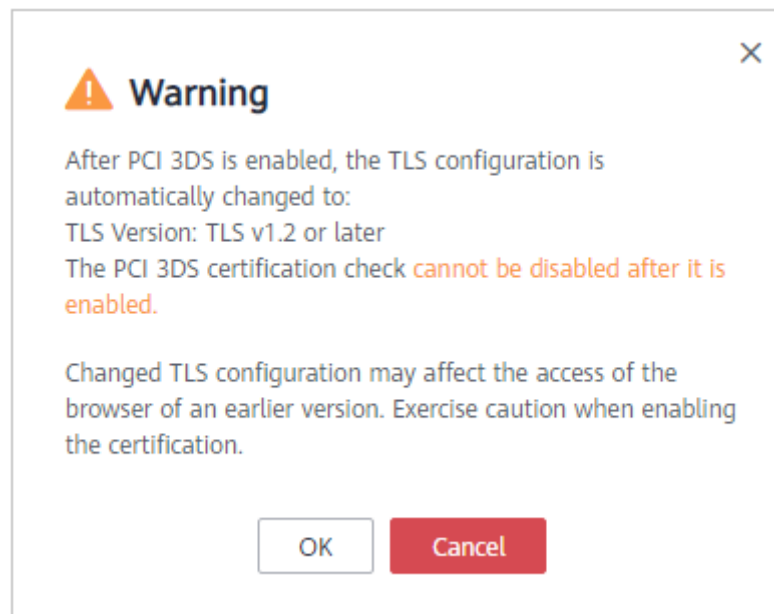 Warning
After PCI 3DS is enabled, the TLS configuration is
automatically changed to:
TLS Version: TLS v1.2 or later
The PCI 3DS certification check cannot be disabled after it is
enabled.
Changed TLS configuration may affect the access of the
browser of an earlier version. Exercise caution when enabling
the certification.
OK
Cancel